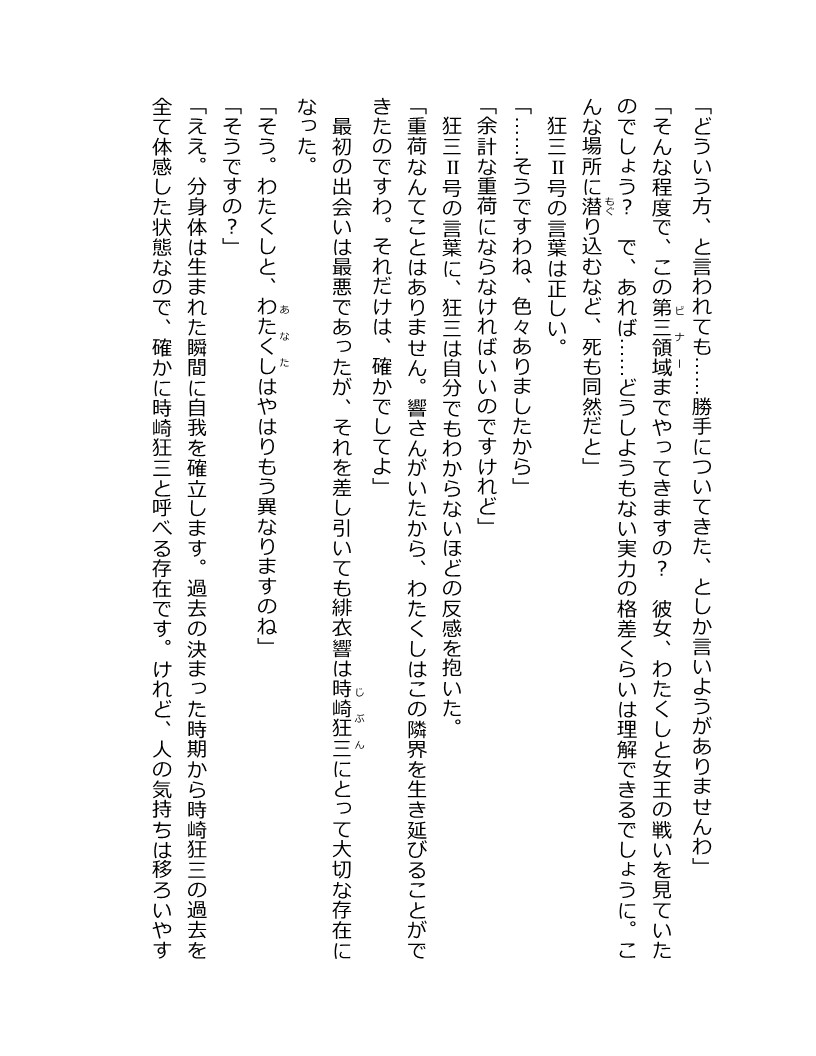 「どういう方、と言われても……勝手についてきた、としか言いようがありませんわ」
「そんな程度で、この第三領域ビナーまでやってきますの？　彼女、わたくしと女王の戦いを見ていた
のでしょう？　で、あれば……どうしようもない実力の格差くらいは理解できるでしょうに。こ
んな場所に潜もぐり込むなど、死も同然だと」
　狂三Ⅱ号の言葉は正しい。
「……そうですわね、色々ありましたから」
「余計な重荷にならなければいいのですけれど」
　狂三Ⅱ号の言葉に、狂三は自分でもわからないほどの反感を抱いた。
「重荷なんてことはありません。響さんがいたから、わたくしはこの隣界を生き延びることがで
きたのですわ。それだけは、確かでしてよ」
　最初の出会いは最悪であったが、それを差し引いても緋衣響は時崎狂三じぶんにとって大切な存在に
なった。
「そう。わたくしと、わたくしあなたはやはりもう異なりますのね」
「そうですの？」
「ええ。分身体は生まれた瞬間に自我を確立します。過去の決まった時期から時崎狂三の過去を
全て体感した状態なので、確かに時崎狂三と呼べる存在です。けれど、人の気持ちは移ろいやす